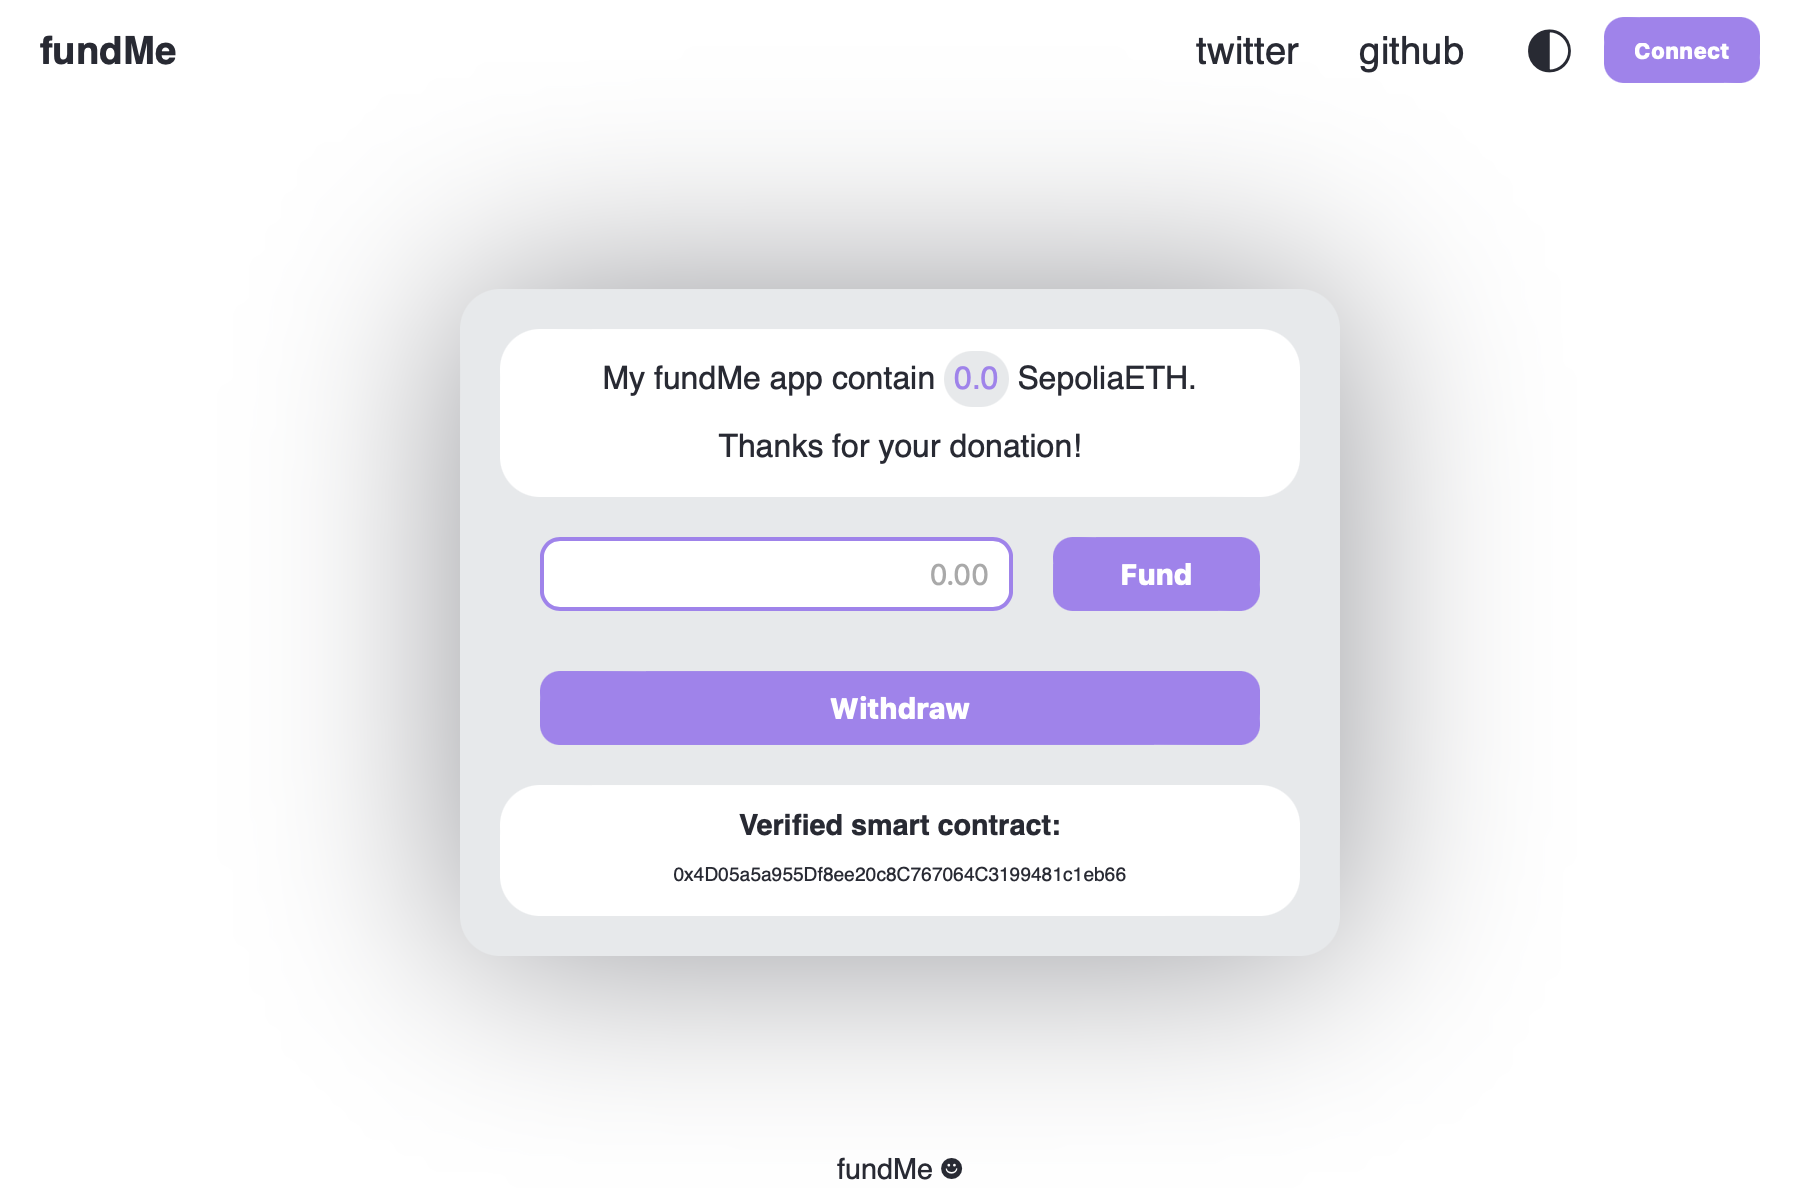 fundMe
twitter
github
Connect
My fundMe app contain 0.0 SepoliaETH.
Thanks for your donation!
0.00
Fund
Withdraw
Verified smart contract:
0x4D05a5a955Df8ee20c8C767064C3199481c1eb66
fundMe ☻